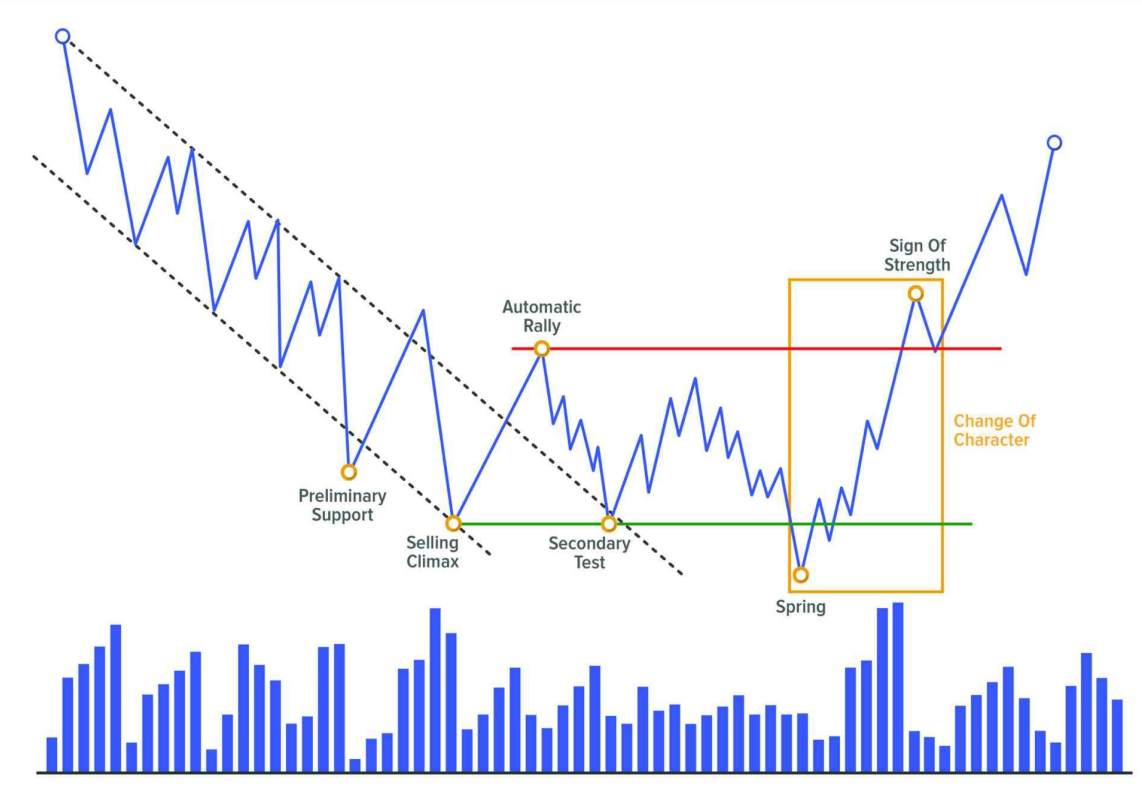 Sign Of
Strength
Automatic
Rally
Change Of
Character
Preliminary
Support
Selling
Climax
Secondary
Test
Spring